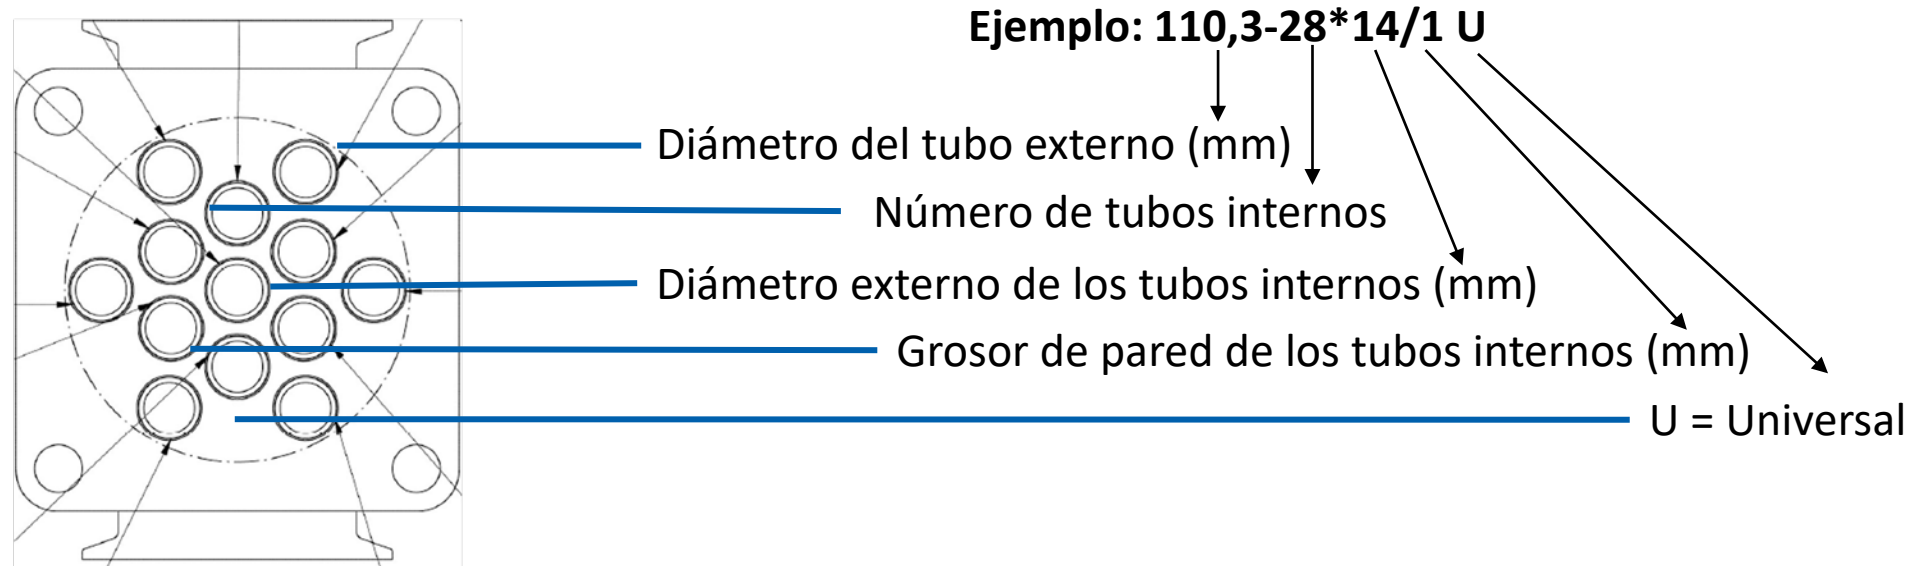 Ejemplo: 110,3-28*14/1 U
Diámetro del tubo externo (mm)
Número de tubos internos
Diámetro externo de los tubos internos (mm)
Grosor de pared de los tubos internos (mm)
U = Universal